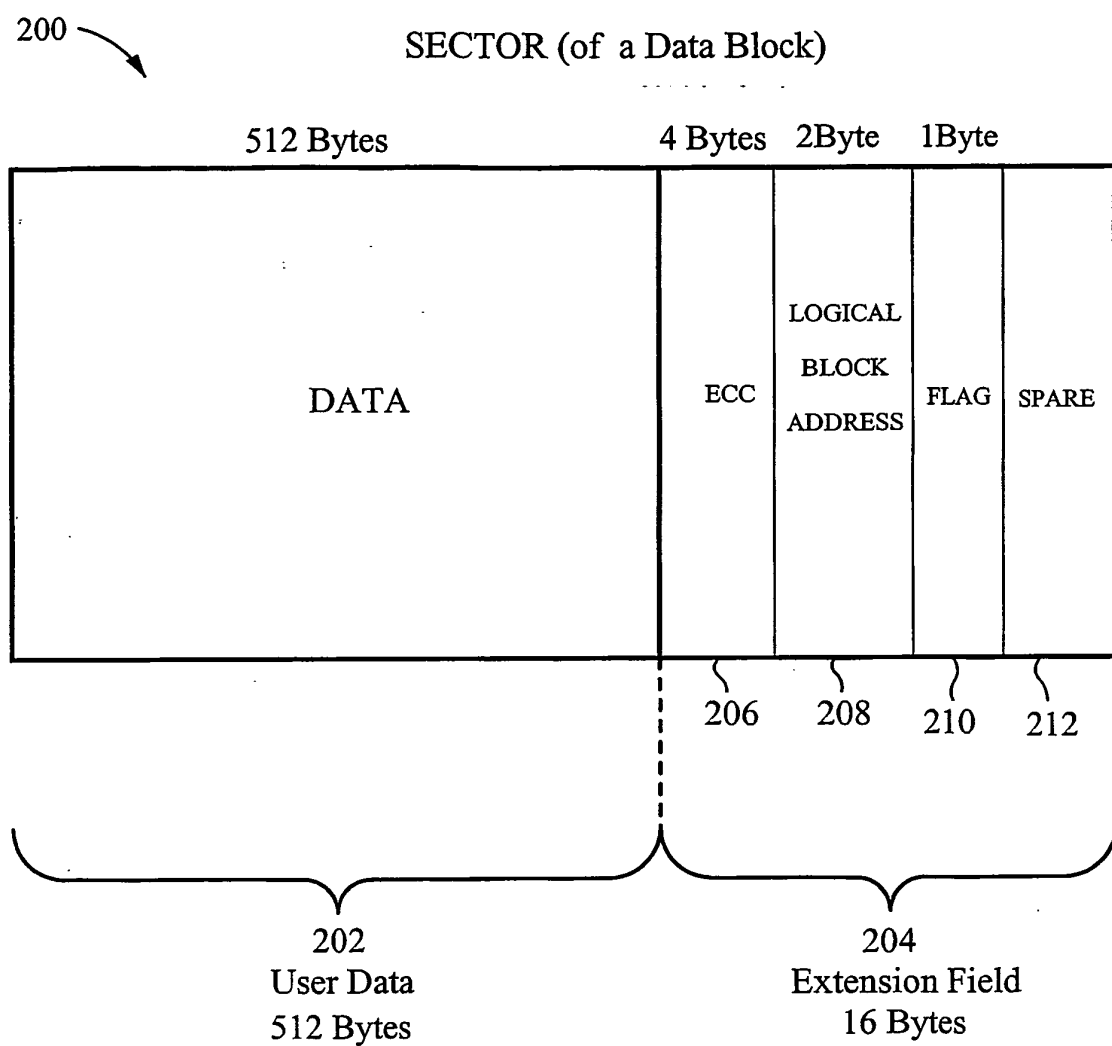 200
SECTOR (of a Data Block)
512 Bytes
4 Bytes
2Byte
1Byte
DATA
ECC
LOGICAL
BLOCK
ADDRESS
FLAG
SPARE
206
208
210
212
202
User Data
512 Bytes
204
Extension Field
16 Bytes